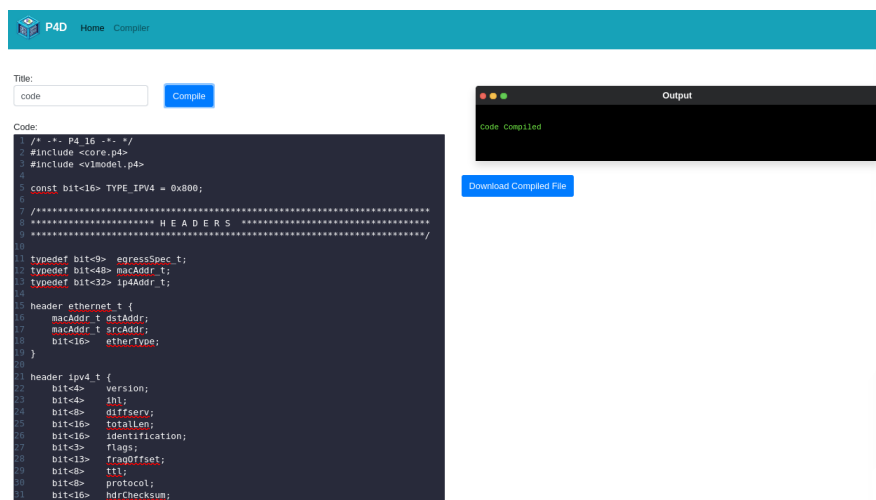 P4D Home Compiler
Title:
code
Compile
Code:
1 /* -*- P4_16 -*- */
2 #include <core.p4>
3 #include <v1model.p4>
4
5 const bit<16> TYPE_IPV4 = 0x800;
6
7 /*************************************************************************
8 *********************** H E A D E R S  ***********************************
9 *************************************************************************/
10
11 typedef bit<9>  egressSpec_t;
12 typedef bit<48> macAddr_t;
13 typedef bit<32> ip4Addr_t;
14
15 header ethernet_t {
16     macAddr_t dstAddr;
17     macAddr_t srcAddr;
18     bit<16>   etherType;
19 }
20
21 header ipv4_t {
22     bit<4>    version;
23     bit<4>    ihl;
24     bit<8>    diffserv;
25     bit<16>   totalLen;
26     bit<16>   identification;
27     bit<3>    flags;
28     bit<13>   fragOffset;
29     bit<8>    ttl;
30     bit<8>    protocol;
31     bit<16>   hdrChecksum;
Output
Code Compiled
Download Compiled File